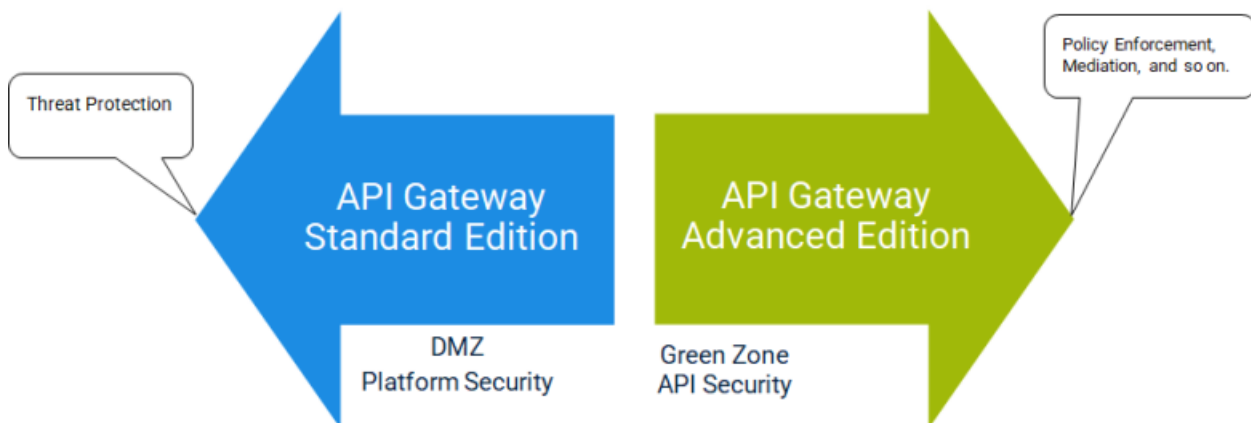 Threat Protection
Policy Enforcement,
Mediation, and so on.
API Gateway
Standard Edition
API Gateway
Advanced Edition
DMZ
Platform Security
Green Zone
API Security